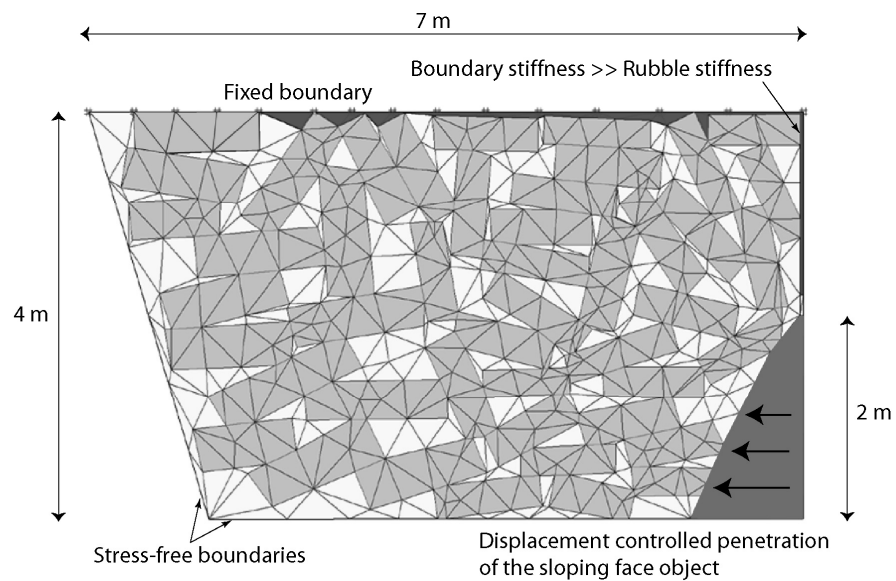 7 m
Boundary stiffness >> Rubble stiffness
Fixed boundary
4 m
2 m
Stress-free boundaries
Displacement controlled penetration
of the sloping face object